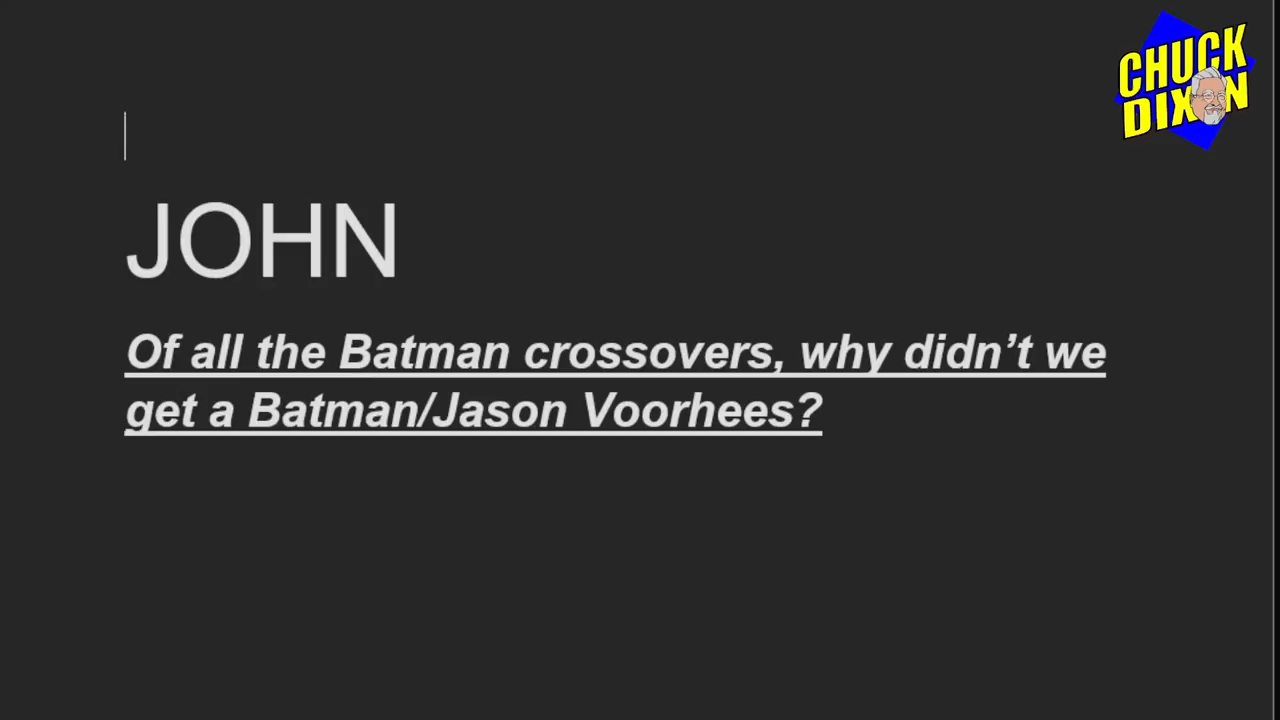 CHUCK
DIXON
JOHN
Of all the Batman crossovers, why didn’t we
get a Batman/Jason Voorhees?